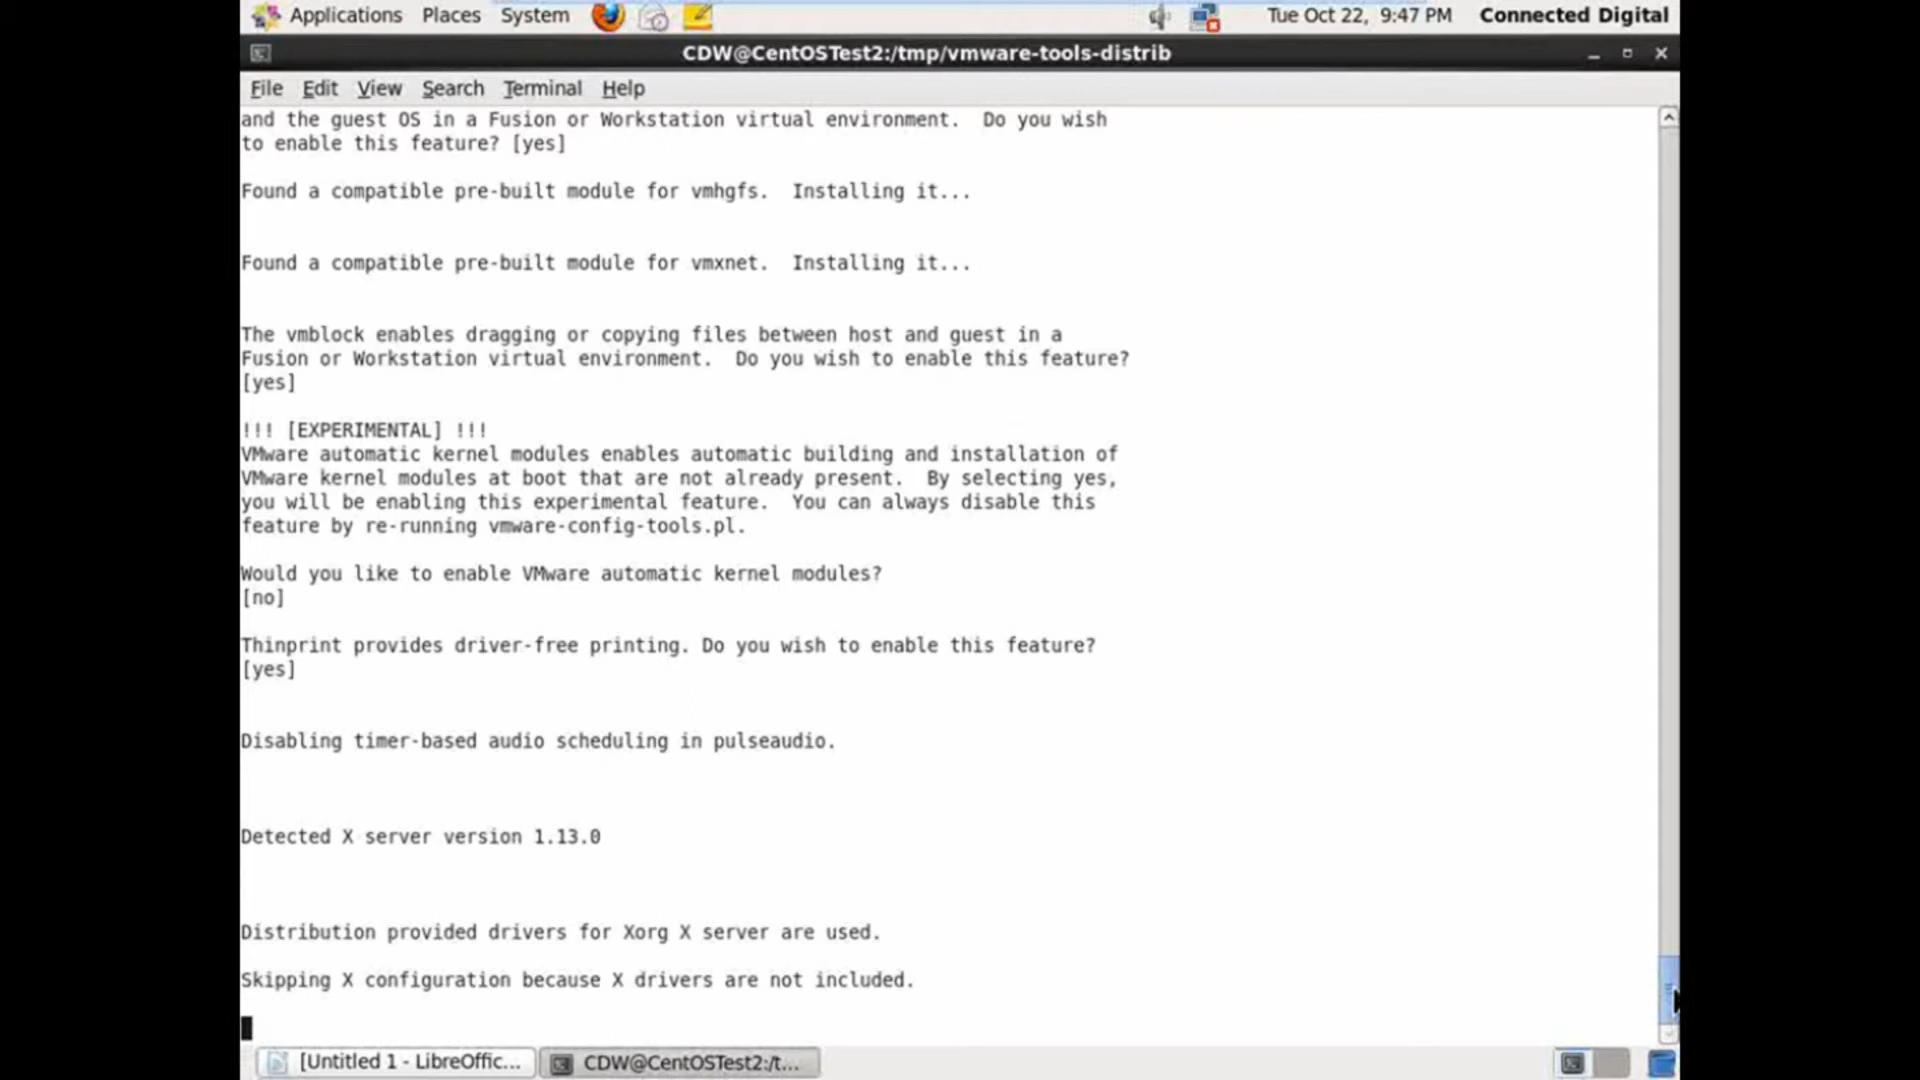 Applications Places System Tue Oct 22, 9:47 PM Connected Digital
CDW@CentOSTest2:/tmp/vmware-tools-distrib
File Edit View Search Terminal Help
and the guest OS in a Fusion or Workstation virtual environment.  Do you wish
to enable this feature? [yes]
Found a compatible pre-built module for vmhgfs.  Installing it...
Found a compatible pre-built module for vmxnet.  Installing it...
The vmblock enables dragging or copying files between host and guest in a
Fusion or Workstation virtual environment.  Do you wish to enable this feature?
[yes]
!!! [EXPERIMENTAL] !!!
VMware automatic kernel modules enables automatic building and installation of
VMware kernel modules at boot that are not already present.  By selecting yes,
you will be enabling this experimental feature.  You can always disable this
feature by re-running vmware-config-tools.pl.
Would you like to enable VMware automatic kernel modules?
[no]
Thinprint provides driver-free printing. Do you wish to enable this feature?
[yes]
Disabling timer-based audio scheduling in pulseaudio.
Detected X server version 1.13.0
Distribution provided drivers for Xorg X server are used.
Skipping X configuration because X drivers are not included.
[Untitled 1 - LibreOffic... CDW@CentOSTest2:/t...